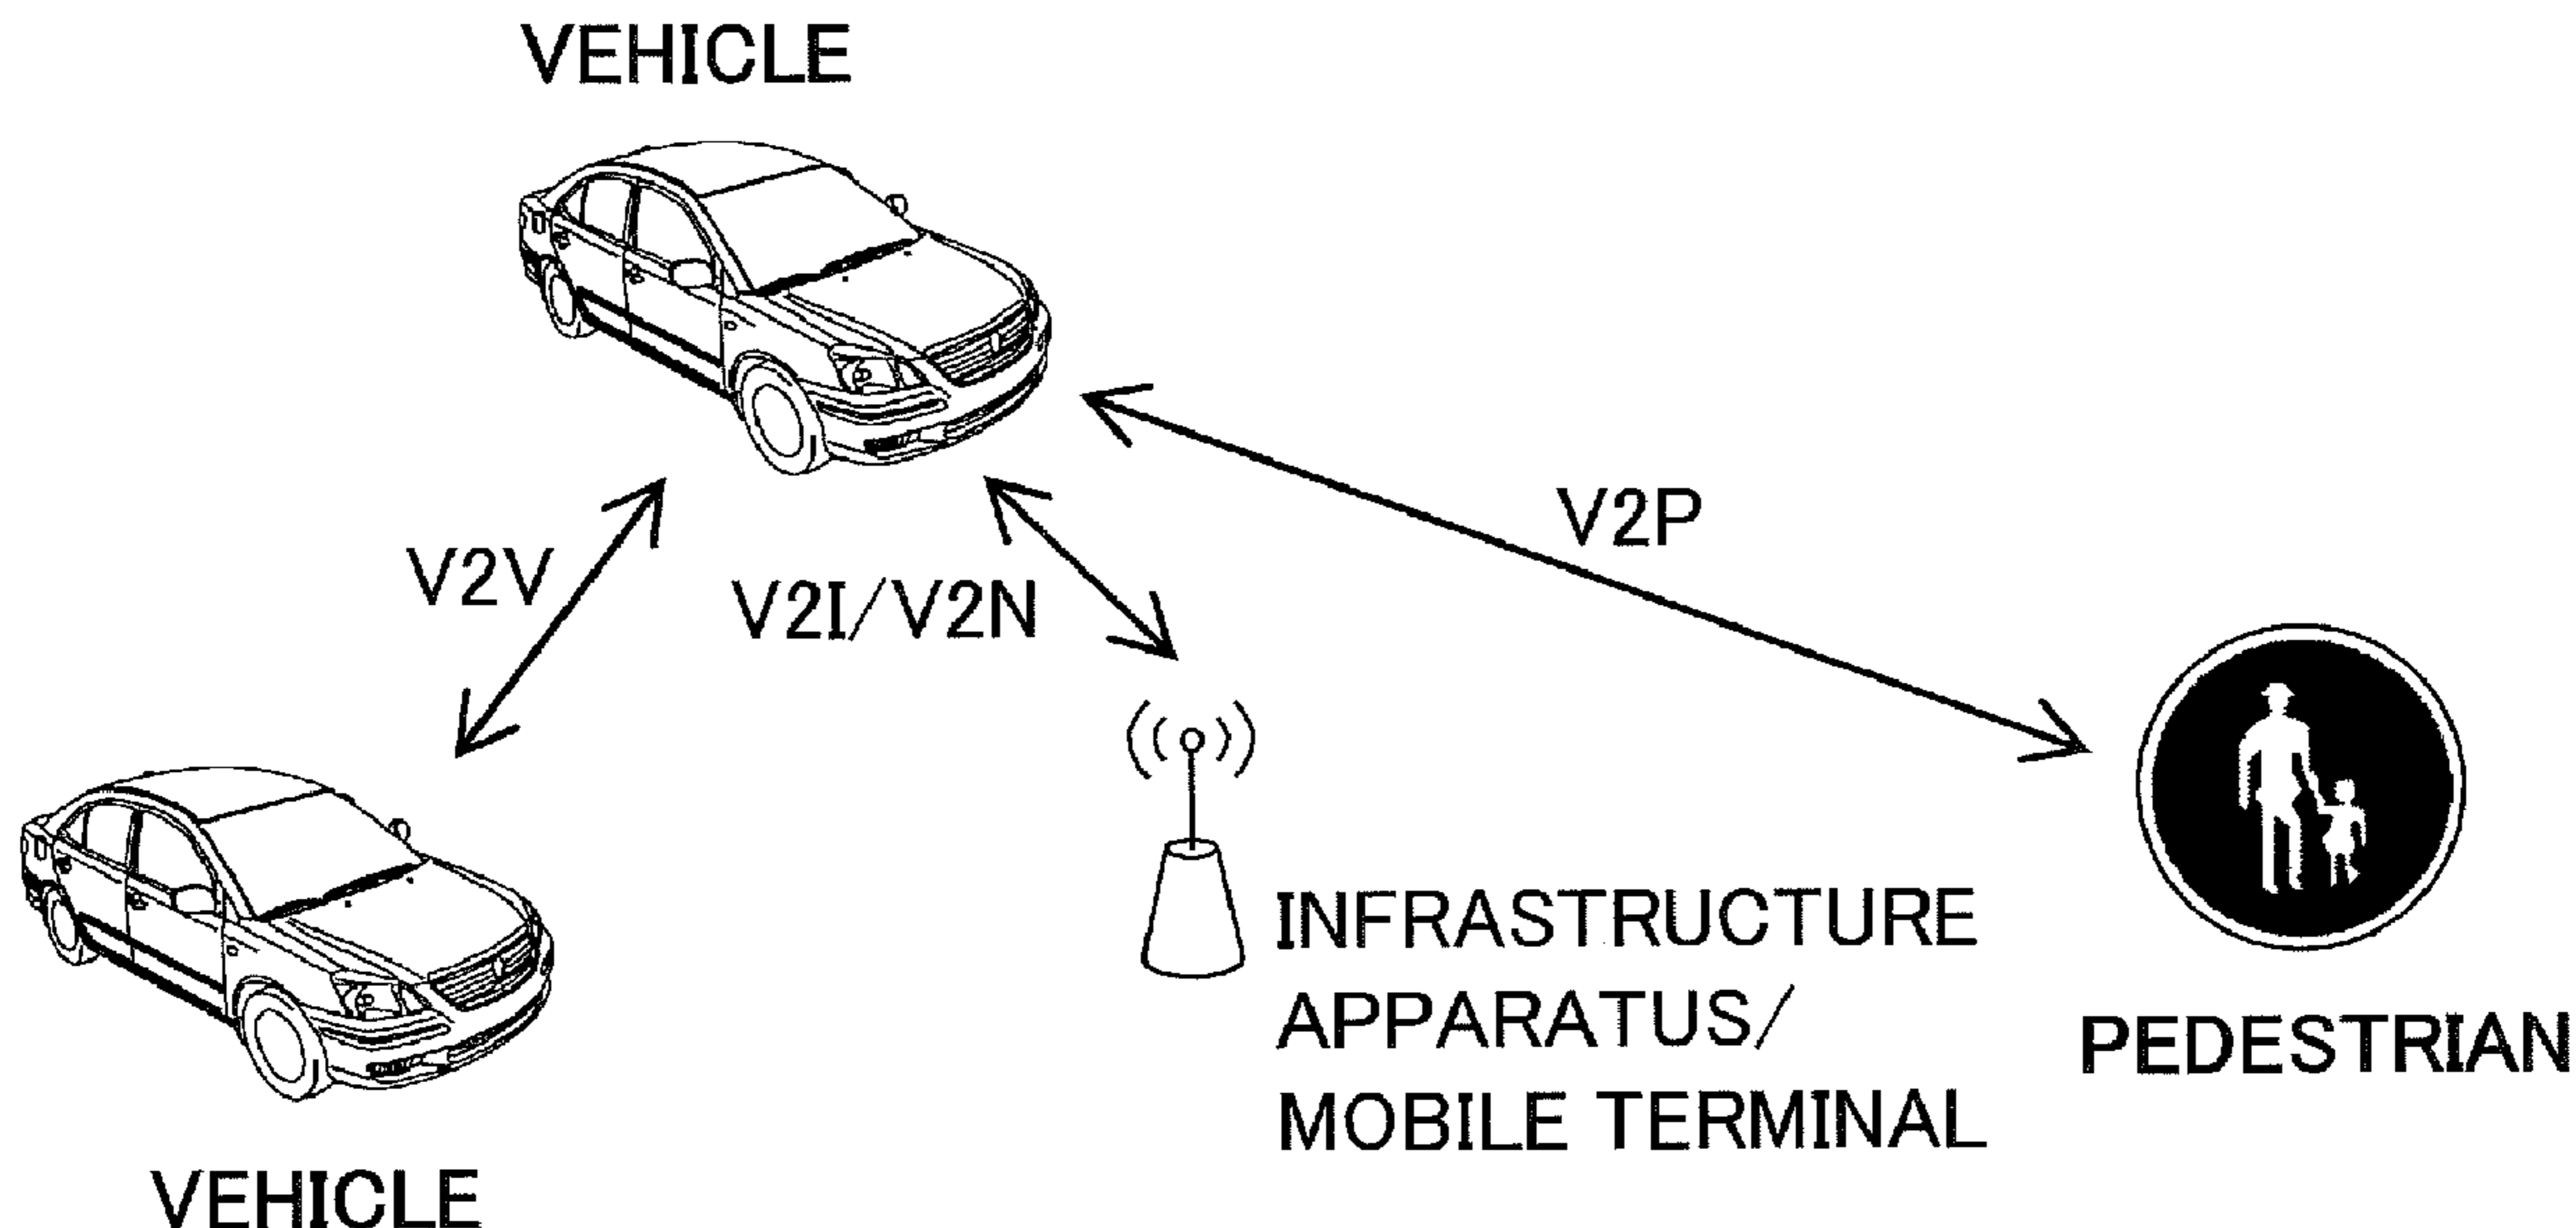 VEHICLE
V2P
V2V
V2I/V2N
INFRASTRUCTURE
APPARATUS/
MOBILE TERMINAL
PEDESTRIAN
VEHICLE